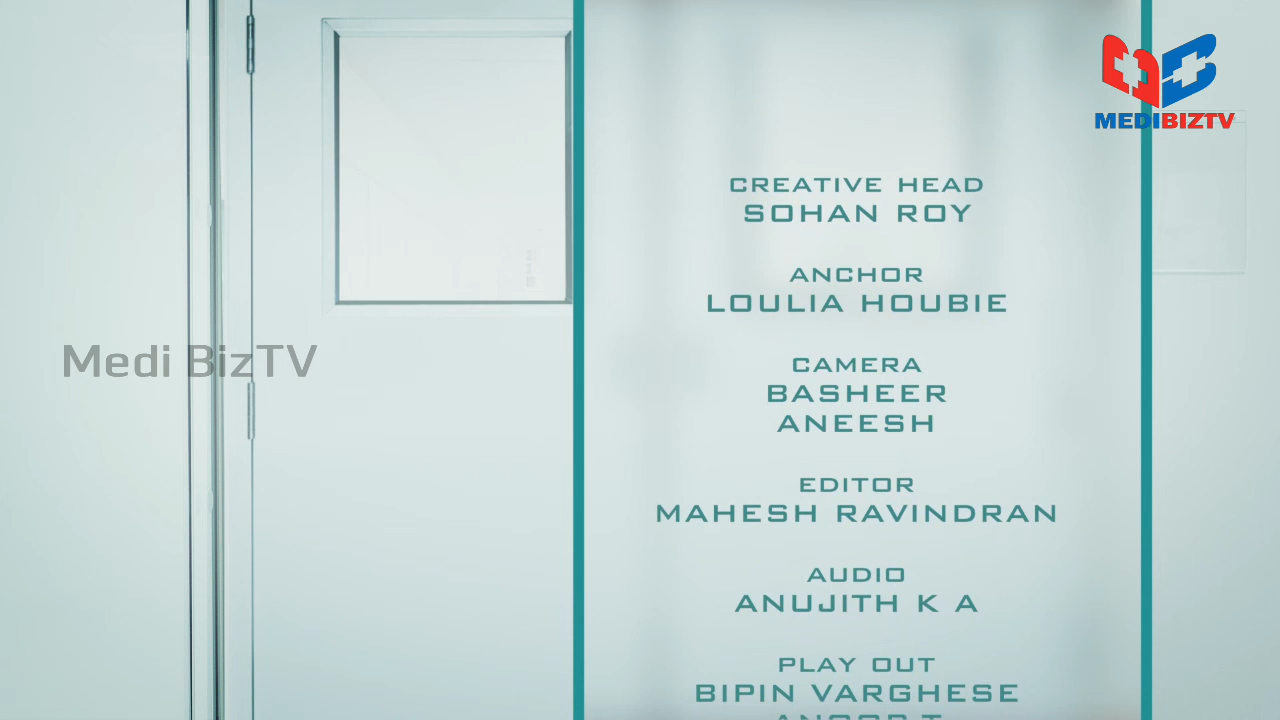 MEDIBIZTV
CREATIVE HEAD
SOHAN ROY
ANCHOR
LOULIA HOUBIE
Medi BizTV
CAMERA
BASHEER
ANEESH
EDITOR
MAHESH RAVINDRAN
AUDIO
ANUJITH K A
PLAY OUT
BIPIN VARGHESE